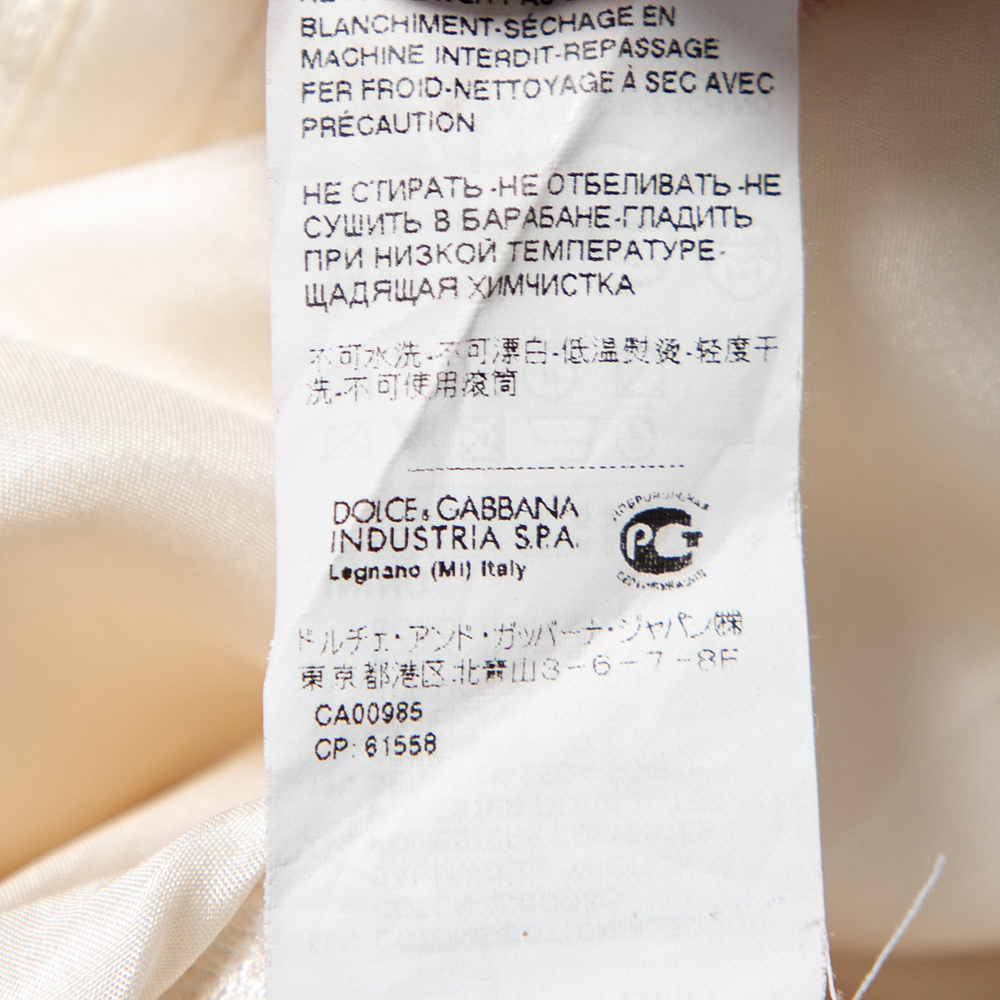 BLANCHIMENT-SÉCHAGE EN
MACHINE INTERDIT-REPASSAGE
FER FROID-NETTOYAGE À SEC AVEC
PRÉCAUTION
НЕ СТИРАТЬ -НЕ ОТБЕЛИВАТЬ -НЕ
СУШИТЬ В БАРАБАНЕ-ГЛАДИТЬ
ПРИ НИЗКОЙ ТЕМПЕРАТУРЕ-
ЩАДЯЩАЯ ХИМЧИСТКА
不可水洗-不可漂白-低温熨烫-轻度干
洗-不可使用滚筒
DOLCE & GABBANA
INDUSTRIA S.P.A.
Legnano (MI) Italy
РСТ
ドルチェ・アンド・ガッバーナ・ジャパン㈱
東京都港区北青山3-6-7-8F
CA00985
CP: 61558